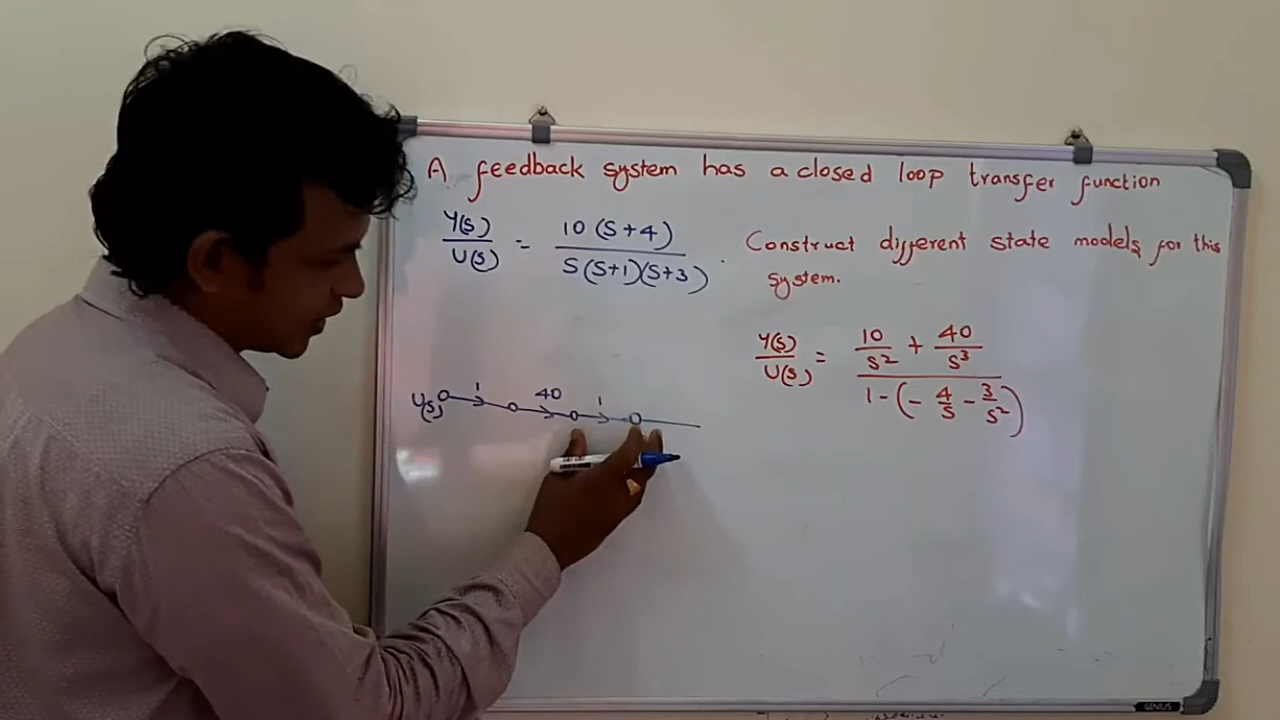 A feedback system has a closed loop transfer function
Y(s)/U(s) = 10(s+4)/s(s+1)(s+3) . Construct different state models for this
system.
Y(s)/U(s) = (10/s² + 40/s³)/(1-(-4/s - 3/s²))
U(s) 1 40 1
GENIUS